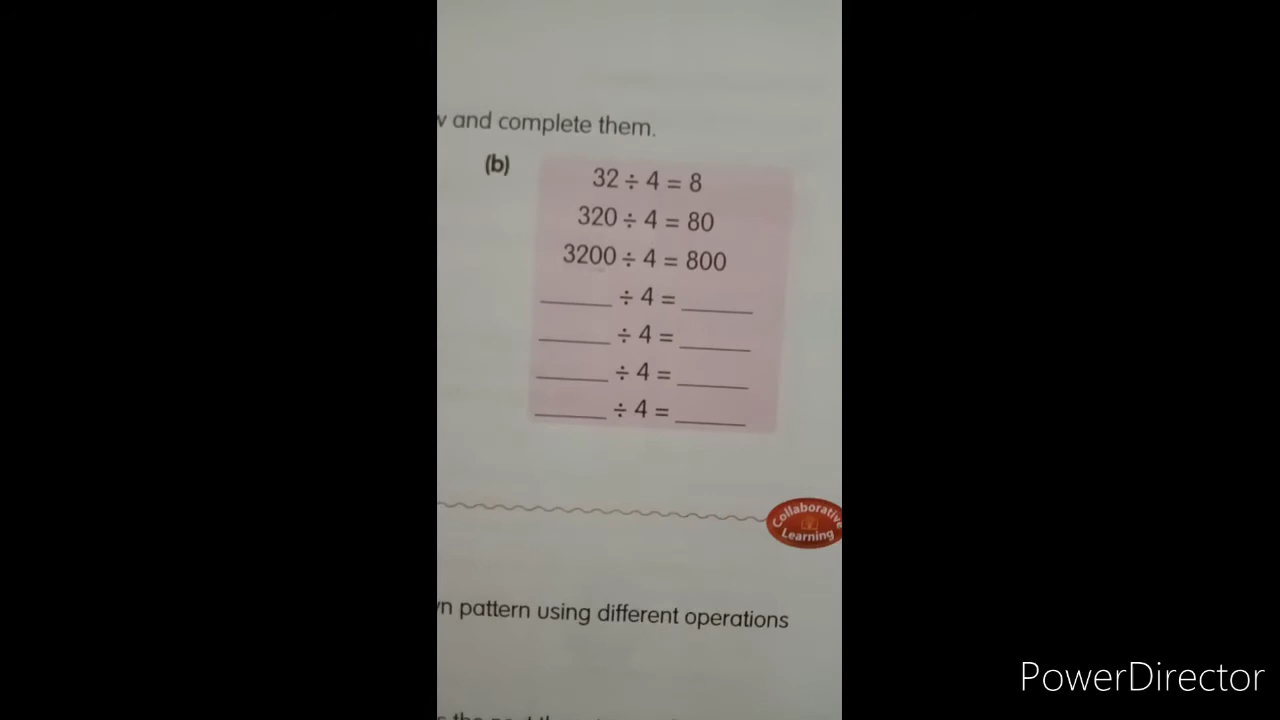 and complete them.
(b)
32 ÷ 4 = 8
320 ÷ 4 = 80
3200 ÷ 4 = 800
______ ÷ 4 = ______
______ ÷ 4 = ______
______ ÷ 4 = ______
______ ÷ 4 = ______
Collaborative
Learning
pattern using different operations
PowerDirector